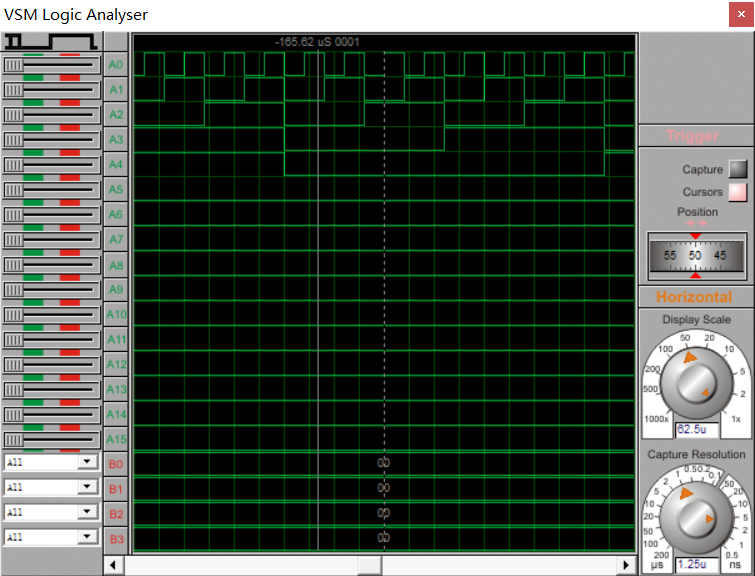 VSM Logic Analyser
×
-165.62 uS 0001
A0
A1
A2
A3
A4
A5
A6
A7
A8
A9
A10
A11
A12
A13
A14
A15
All B0 00
All B1 00
All B2 00
All B3 00
Trigger
Capture
Cursors
Position
55 50 45
Horizontal
Display Scale
1000x 500 200 100 50 20 10 5 2 1x
62.5u
Capture Resolution
200 100 50 20 10 5 2 1 0.5 0.2 0.1 50 20 10 5 2 1 0.5
µs ns
1.25u